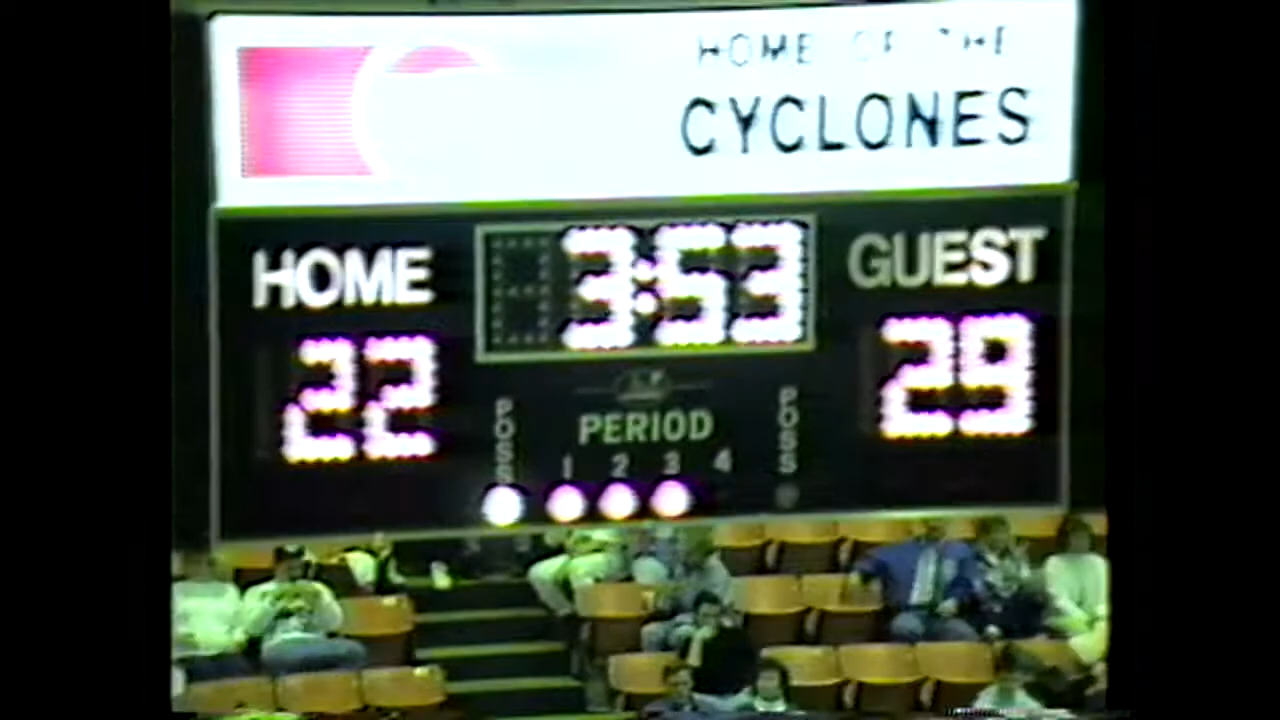 HOME OF THE
CYCLONES
HOME
3:53
GUEST
22
29
POSS
PERIOD
POSS
1 2 3 4